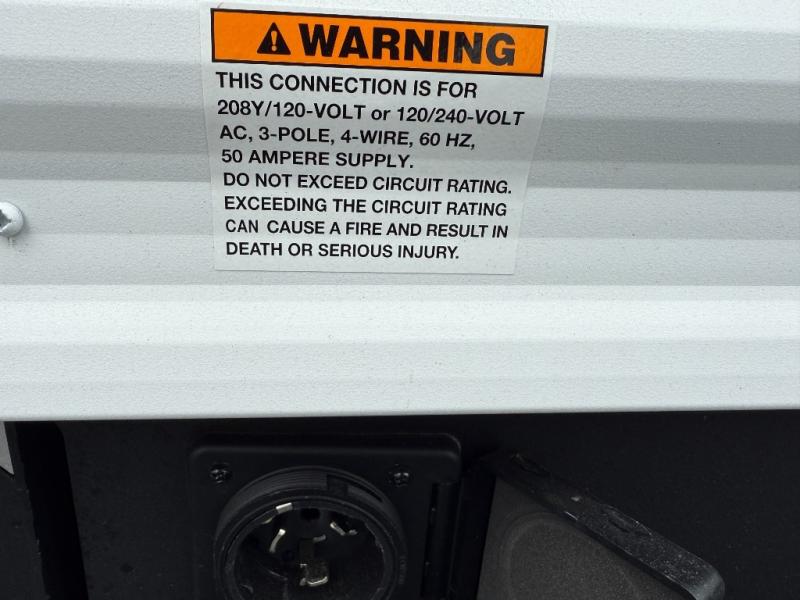 WARNING
THIS CONNECTION IS FOR
208Y/120-VOLT or 120/240-VOLT
AC, 3-POLE, 4-WIRE, 60 HZ,
50 AMPERE SUPPLY.
DO NOT EXCEED CIRCUIT RATING.
EXCEEDING THE CIRCUIT RATING
CAN CAUSE A FIRE AND RESULT IN
DEATH OR SERIOUS INJURY.